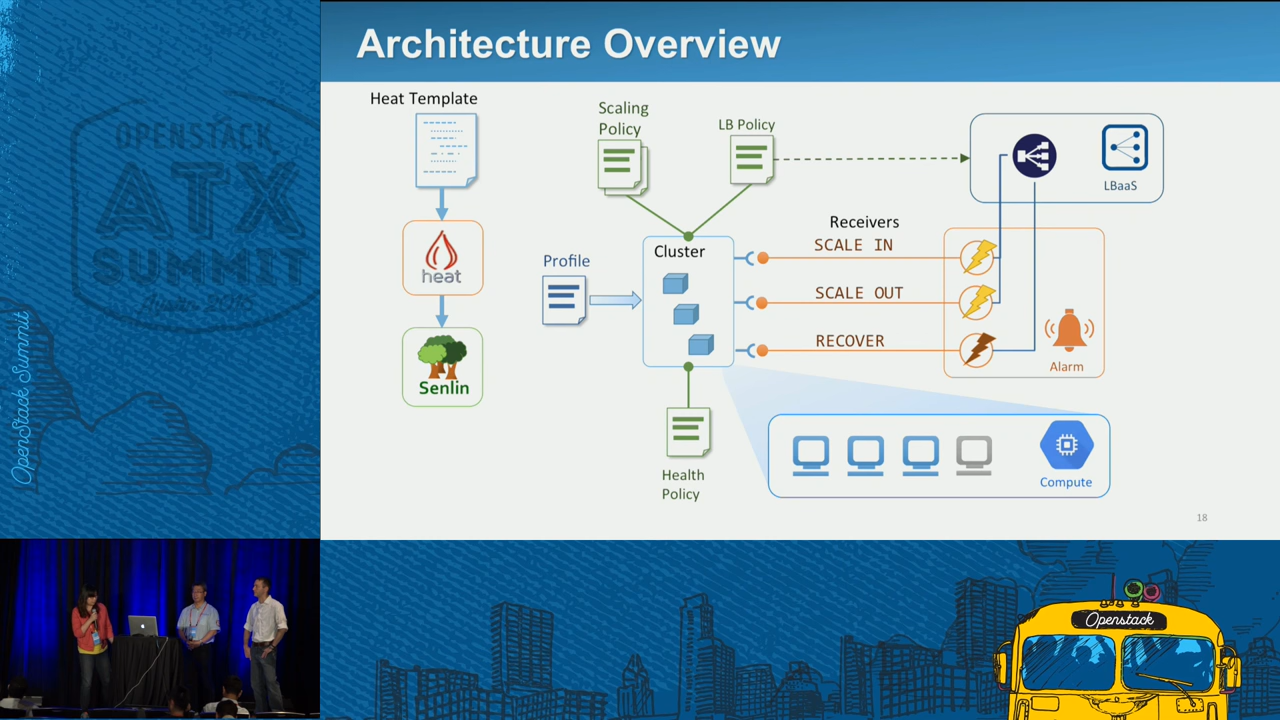 Architecture Overview
Heat Template
Scaling
Policy
LB Policy
LBaaS
Receivers
SCALE IN
Cluster
Profile
heat
SCALE OUT
RECOVER
Alarm
Senlin
Health
Policy
Compute
18
OPENSTACK
ATX
SUMMIT
OpenStack Summit
Openstack